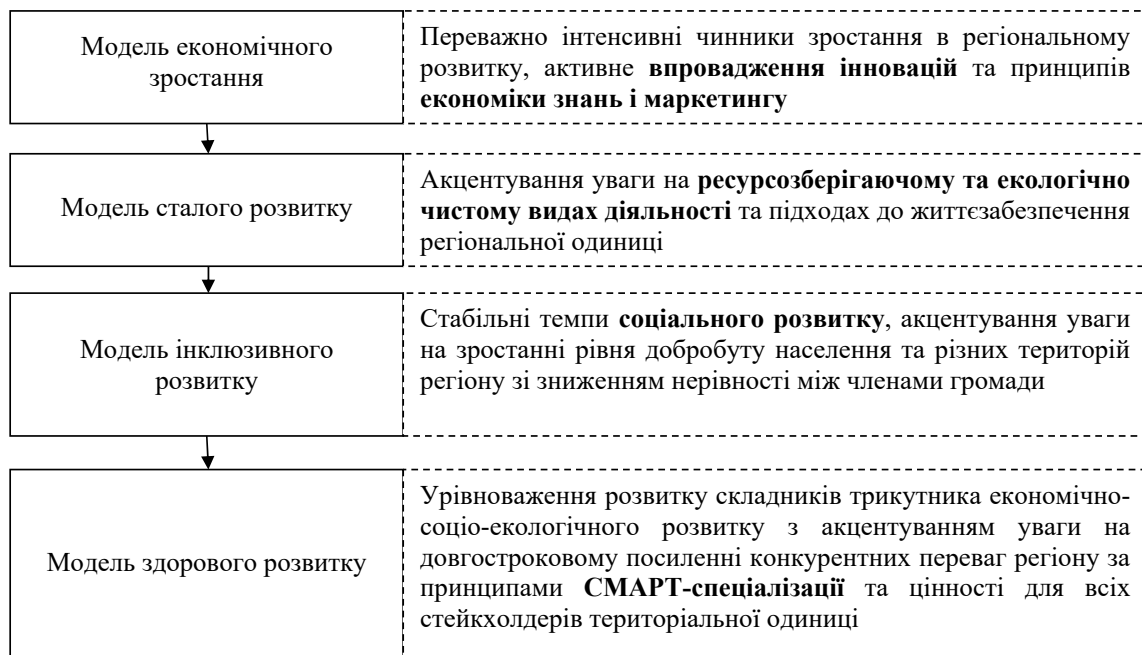 Модель економічного
зростання
Переважно інтенсивні чинники зростання в регіональному
розвитку, активне впровадження інновацій та принципів
економіки знань і маркетингу
Модель сталого розвитку
Акцентування уваги на ресурсозберігаючому та екологічно
чистому видах діяльності та підходах до життєзабезпечення
регіональної одиниці
Модель інклюзивного
розвитку
Стабільні темпи соціального розвитку, акцентування уваги
на зростанні рівня добробуту населення та різних територій
регіону зі зниженням нерівності між членами громади
Модель здорового розвитку
Урівноваження розвитку складників трикутника економічно-
соціо-екологічного розвитку з акцентуванням уваги на
довгостроковому посиленні конкурентних переваг регіону за
принципами СМАРТ-спеціалізації та цінності для всіх
стейкхолдерів територіальної одиниці